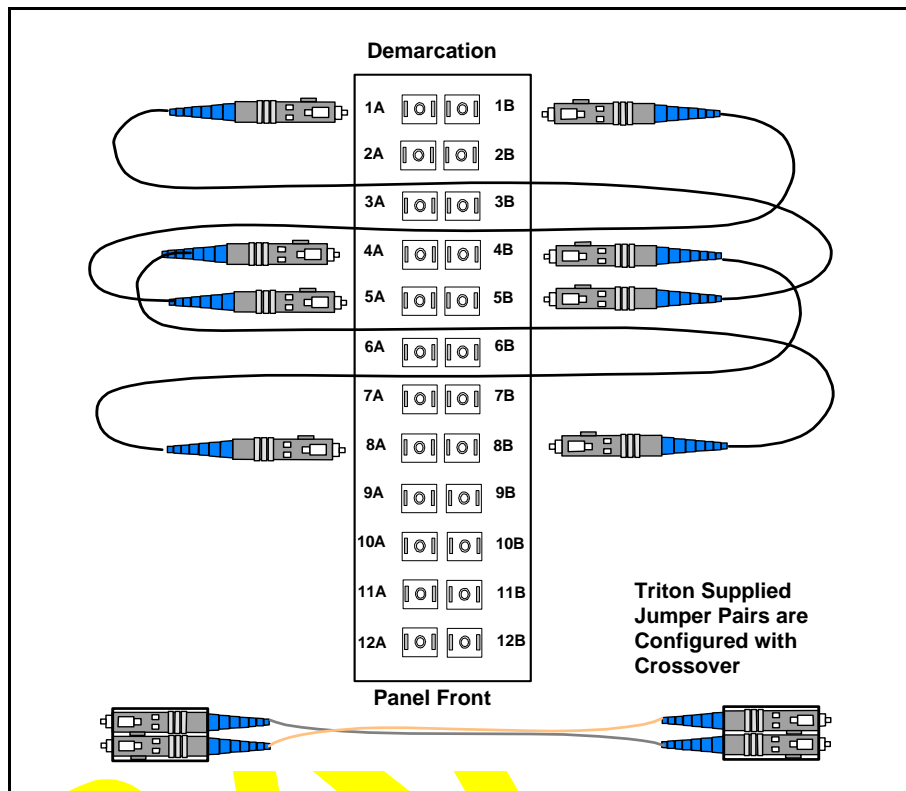 Demarcation
1A 1B
2A 2B
3A 3B
4A 4B
5A 5B
6A 6B
7A 7B
8A 8B
9A 9B
10A 10B
11A 11B
12A 12B
Triton Supplied
Jumper Pairs are
Configured with
Crossover
Panel Front